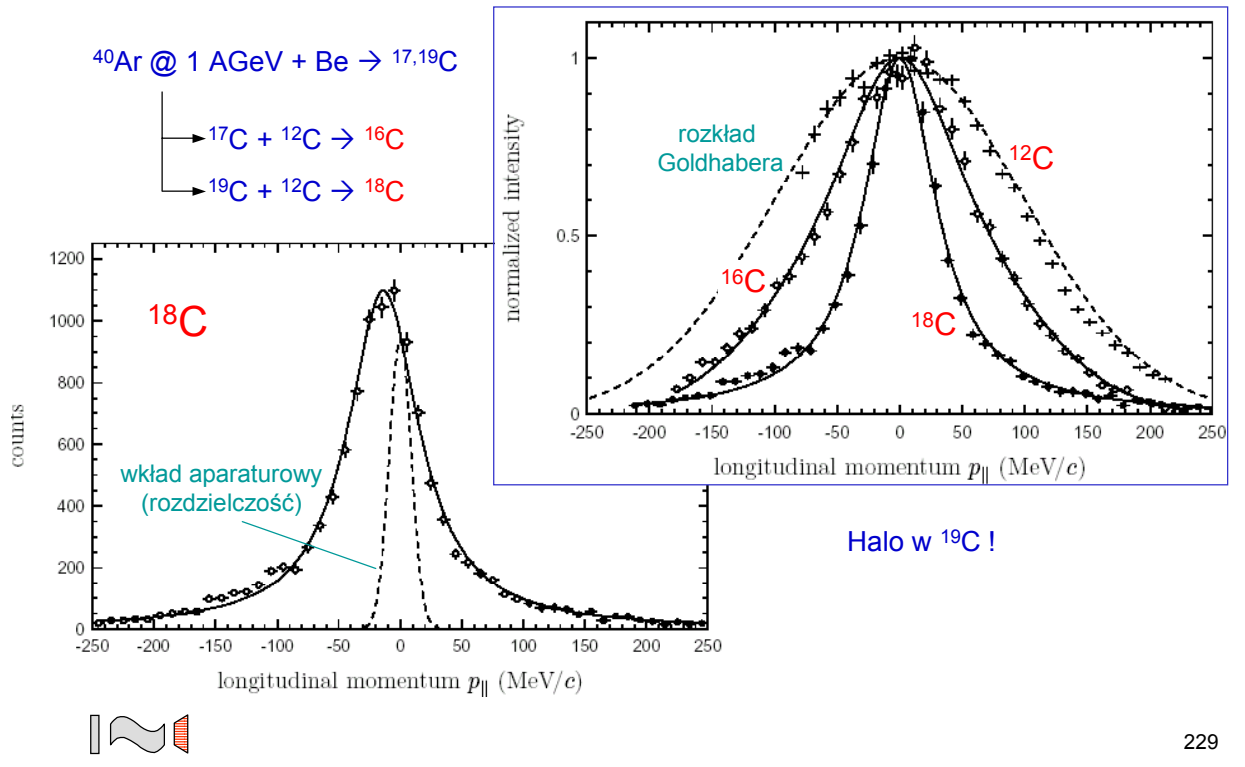 ⁴⁰Ar @ 1 AGeV + Be → ¹⁷,¹⁹C
¹⁷C + ¹²C → ¹⁶C
¹⁹C + ¹²C → ¹⁸C
1
0.5
0
normalized intensity
rozkład
Goldhabera
¹²C
¹⁶C
¹⁸C
-250 -200 -150 -100 -50 0 50 100 150 200 250
longitudinal momentum p∥ (MeV/c)
1200
1000
800
600
400
200
0
counts
¹⁸C
wkład aparaturowy
(rozdzielczość)
-250 -200 -150 -100 -50 0 50 100 150 200 250
longitudinal momentum p∥ (MeV/c)
Halo w ¹⁹C !
229